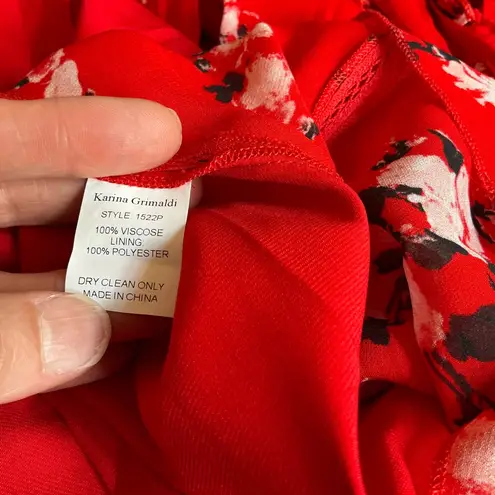 Karina Grimaldi
STYLE 1522P
100% VISCOSE
LINING:
100% POLYESTER
DRY CLEAN ONLY
MADE IN CHINA